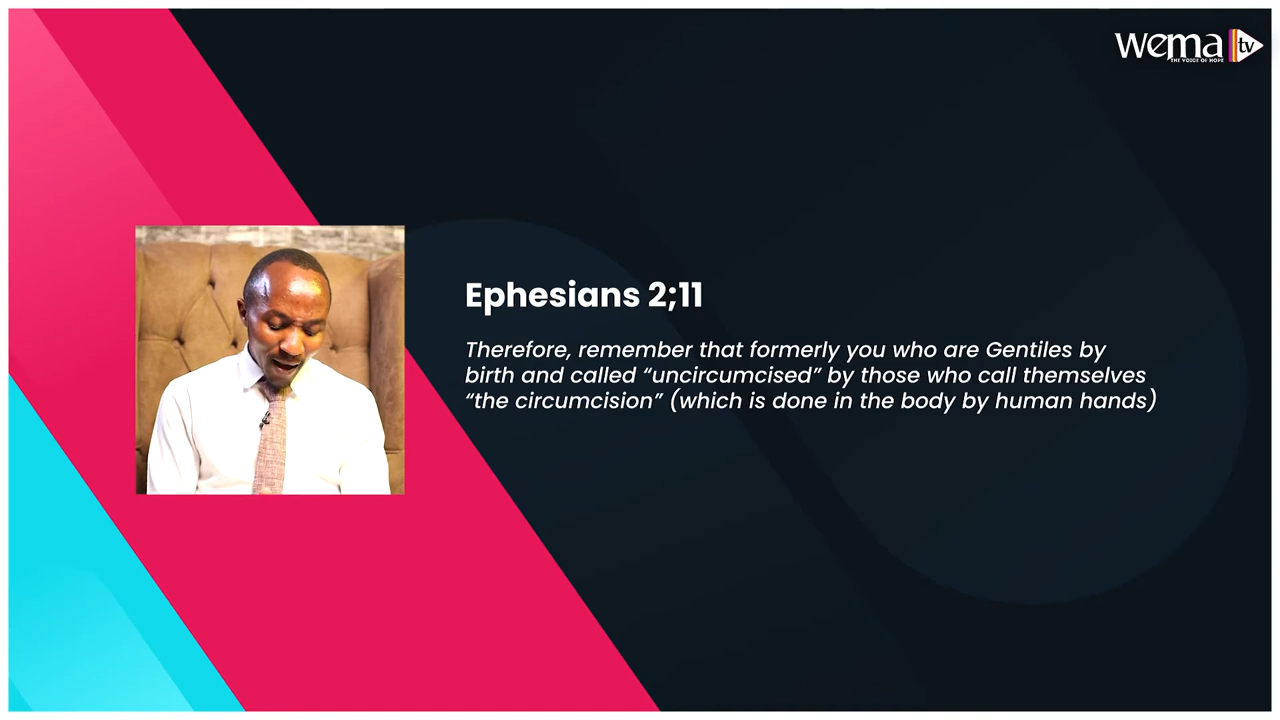 wema tv
THE VOICE OF HOPE
Ephesians 2;11
Therefore, remember that formerly you who are Gentiles by
birth and called “uncircumcised” by those who call themselves
“the circumcision” (which is done in the body by human hands)